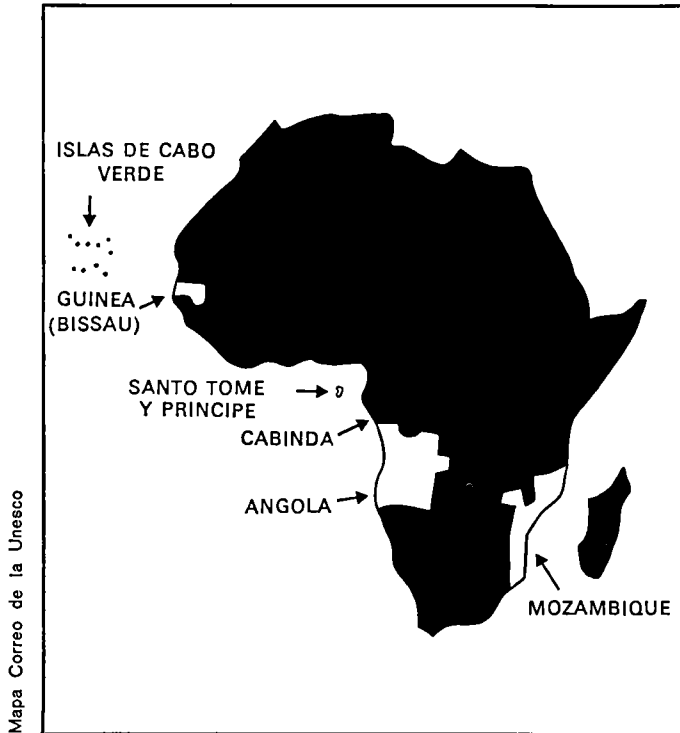 ISLAS DE CABO
VERDE
GUINEA
(BISSAU)
SANTO TOME
Y PRINCIPE
CABINDA
ANGOLA
MOZAMBIQUE
Mapa Correo de la Unesco